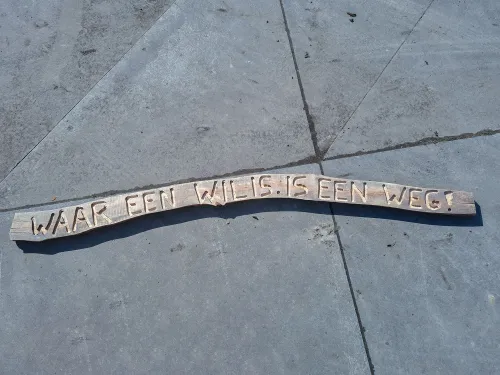 WAAR EEN WIL IS. IS EEN WEG!